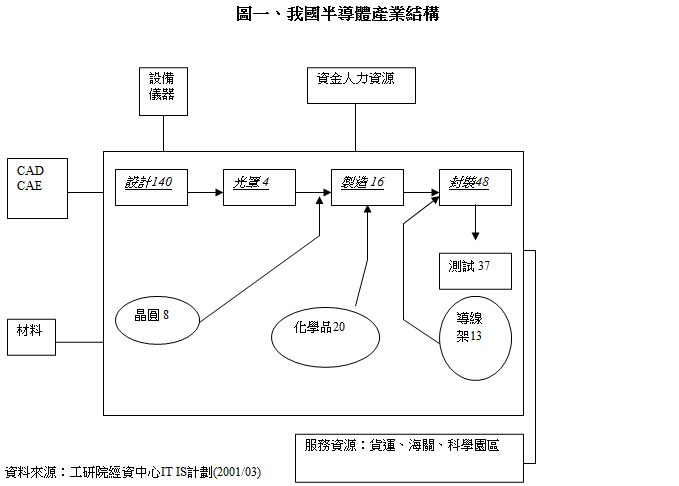 圖一、我國半導體產業結構
設備
儀器
資金人力資源
CAD
CAE
設計140
光罩 4
製造 16
封裝48
測試 37
晶圓 8
化學品20
導線
架13
材料
服務資源：貨運、海關、科學園區
資料來源：工研院經資中心IT IS計劃(2001/03)